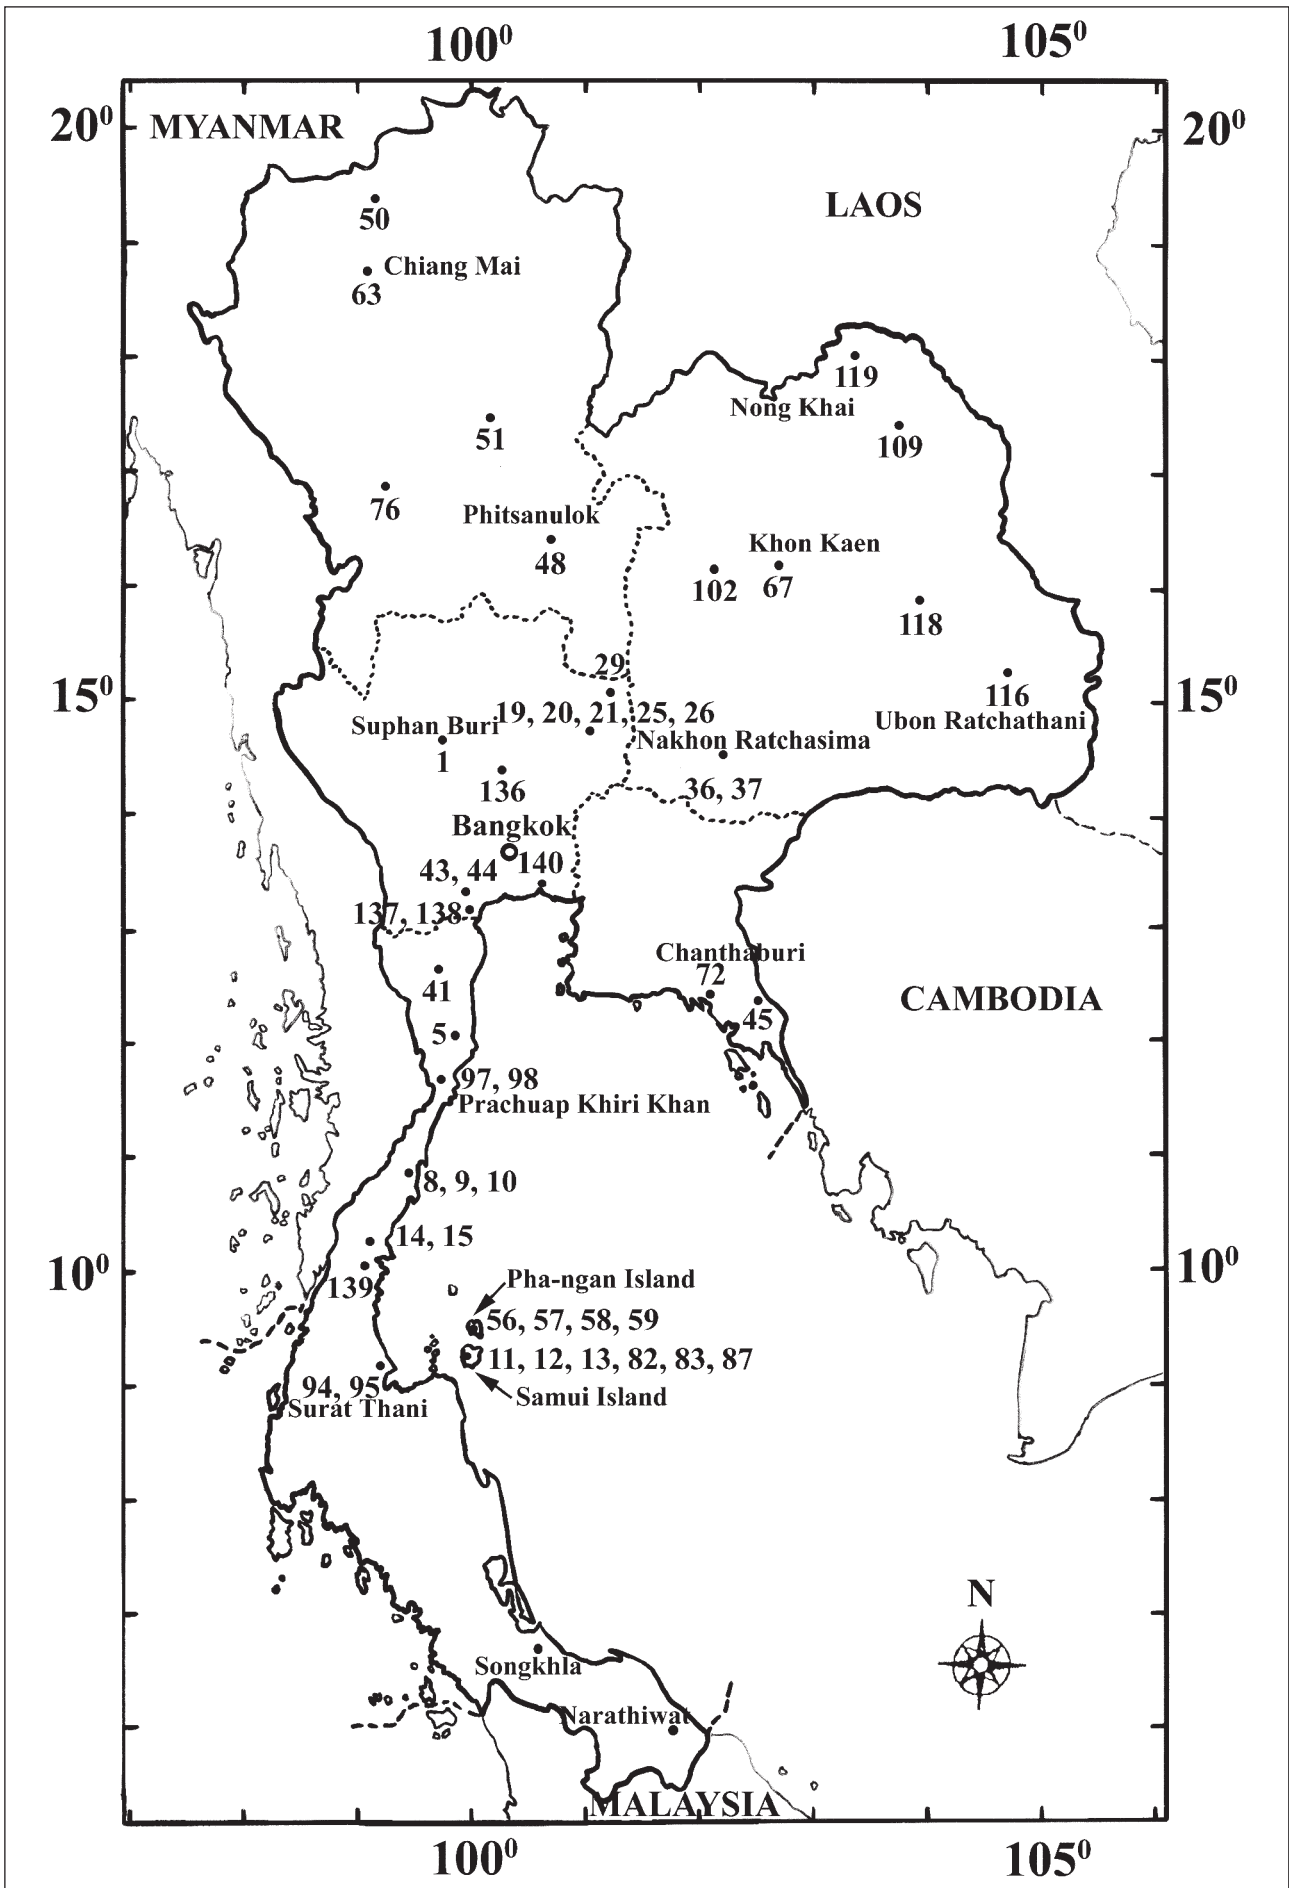 100⁰ 105⁰
20⁰ MYANMAR 20⁰
LAOS
50
Chiang Mai
63
119
Nong Khai
51
109
76
Phitsanulok
48
Khon Kaen
102 67
118
29
15⁰ 116 15⁰
19, 20, 21, 25, 26
Ubon Ratchathani
Suphan Buri
Nakhon Ratchasima
1
136
36, 37
Bangkok
43, 44 140
137, 138
Chanthaburi
72
41
CAMBODIA
45
5
97, 98
Prachuap Khiri Khan
8, 9, 10
14, 15
10⁰ 10⁰
139
Pha-ngan Island
56, 57, 58, 59
11, 12, 13, 82, 83, 87
94, 95
Samui Island
Surat Thani
N
Songkhla
Narathiwat
MALAYSIA
100⁰ 105⁰